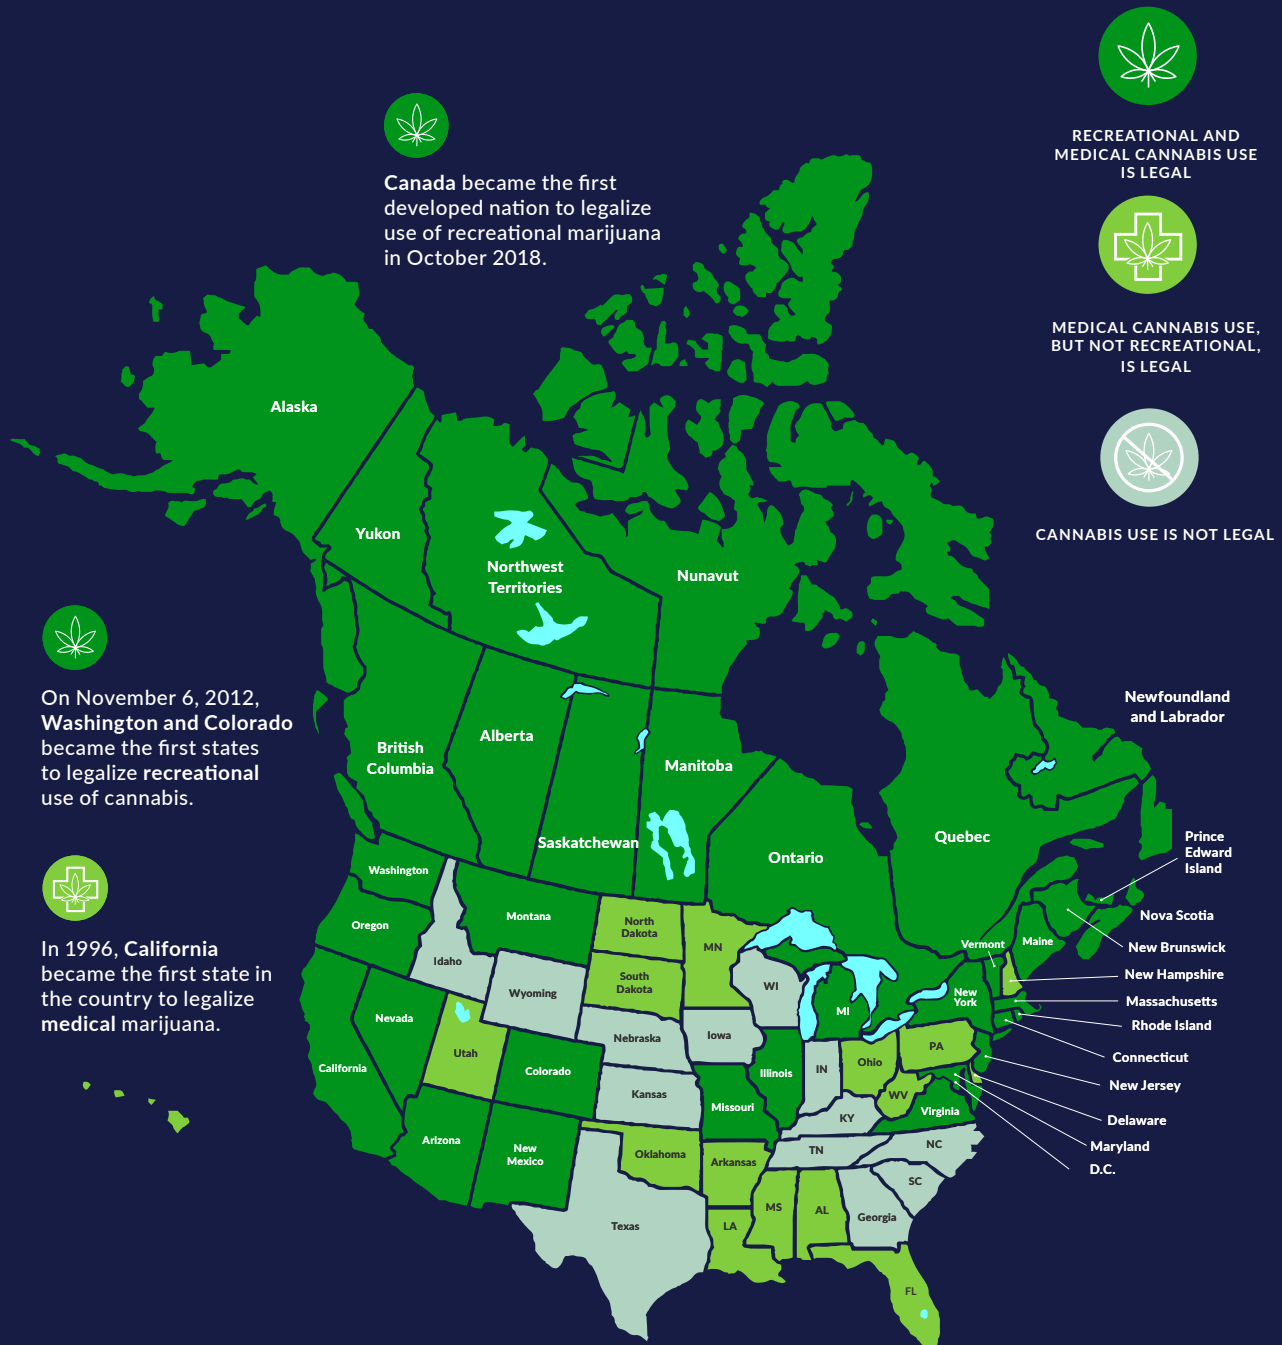 RECREATIONAL AND
MEDICAL CANNABIS USE
IS LEGAL
Canada became the first
developed nation to legalize
use of recreational marijuana
in October 2018.
MEDICAL CANNABIS USE,
BUT NOT RECREATIONAL,
IS LEGAL
CANNABIS USE IS NOT LEGAL
Alaska
Yukon
Northwest
Territories
Nunavut
On November 6, 2012,
Washington and Colorado
became the first states
to legalize recreational
use of cannabis.
In 1996, California
became the first state in
the country to legalize
medical marijuana.
British
Columbia
Alberta
Saskatchewan
Manitoba
Ontario
Quebec
Newfoundland
and Labrador
Prince
Edward
Island
Nova Scotia
New Brunswick
New Hampshire
Massachusetts
Rhode Island
Connecticut
New Jersey
Delaware
Maryland
D.C.
Washington
Oregon
Montana
Idaho
Wyoming
North
Dakota
South
Dakota
MN
WI
MI
Vermont
Maine
New
York
Nevada
California
Utah
Colorado
Nebraska
Iowa
Kansas
Missouri
Illinois
IN
Ohio
PA
WV
Virginia
KY
Arizona
New
Mexico
Oklahoma
Arkansas
TN
NC
SC
Texas
LA
MS
AL
Georgia
FL